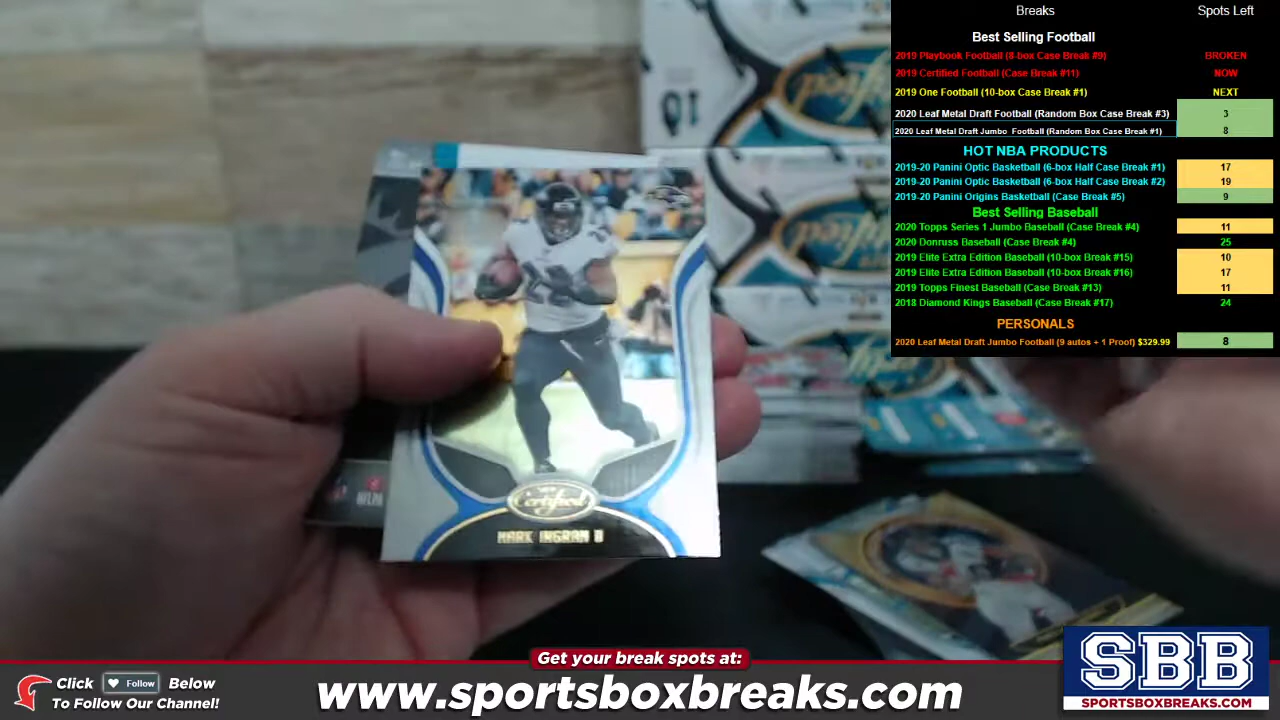 Breaks Spots Left
Best Selling Football
2019 Playbook Football (8-box Case Break #9) BROKEN
2019 Certified Football (Case Break #11) NOW
2019 One Football (10-box Case Break #1) NEXT
2020 Leaf Metal Draft Football (Random Box Case Break #3) 3
2020 Leaf Metal Draft Jumbo Football (Random Box Case Break #1) 8
HOT NBA PRODUCTS
2019-20 Panini Optic Basketball (6-box Half Case Break #1) 17
2019-20 Panini Optic Basketball (6-box Half Case Break #2) 19
2019-20 Panini Origins Basketball (Case Break #5) 9
Best Selling Baseball
2020 Topps Series 1 Jumbo Baseball (Case Break #4) 11
2020 Donruss Baseball (Case Break #4) 25
2019 Elite Extra Edition Baseball (10-box Break #15) 10
2019 Elite Extra Edition Baseball (10-box Break #16) 17
2019 Topps Finest Baseball (Case Break #13) 11
2018 Diamond Kings Baseball (Case Break #17) 24
PERSONALS
2020 Leaf Metal Draft Jumbo Football (9 autos + 1 Proof) $329.99 8
Certified
MARK INGRAM II
Get your break spots at:
www.sportsboxbreaks.com
Click Follow Below
To Follow Our Channel!
SBB
SPORTSBOXBREAKS.COM